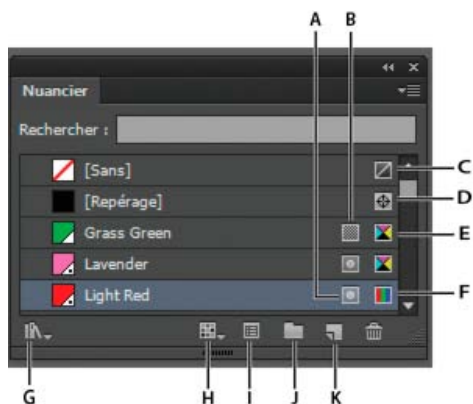 A B
Nuancier
Rechercher :
[Sans] C
[Repérage] D
Grass Green E
Lavender
Light Red F
G H I J K